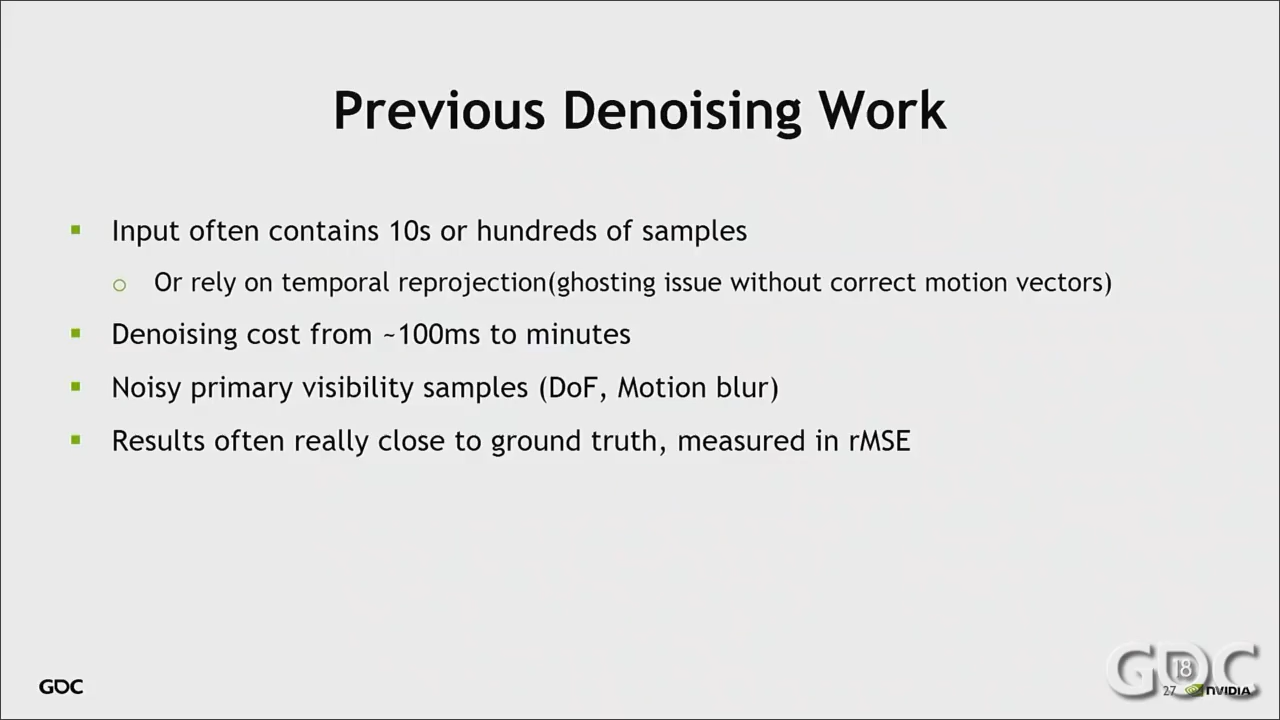 Previous Denoising Work
Input often contains 10s or hundreds of samples
Or rely on temporal reprojection(ghosting issue without correct motion vectors)
Denoising cost from ~100ms to minutes
Noisy primary visibility samples (DoF, Motion blur)
Results often really close to ground truth, measured in rMSE
GDC
GDC
18
27 NVIDIA